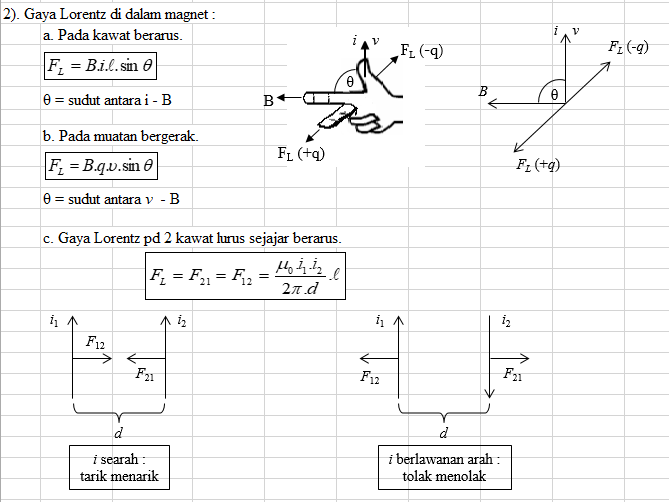 2). Gaya Lorentz di dalam magnet :
a. Pada kawat berarus.
F_L = B.i.ℓ.sin θ
θ = sudut antara i - B
b. Pada muatan bergerak.
F_L = B.q.υ.sin θ
θ = sudut antara v - B
i v
F_L (-q)
θ
B
F_L (+q)
i v
F_L (-q)
B
θ
F_L (+q)
c. Gaya Lorentz pd 2 kawat lurus sejajar berarus.
F_L = F_21 = F_12 = μ_0 i_1.i_2 / 2π.d .ℓ
i_1 i_2
F_12
F_21
d
i searah :
tarik menarik
i_1 i_2
F_12 F_21
d
i berlawanan arah :
tolak menolak